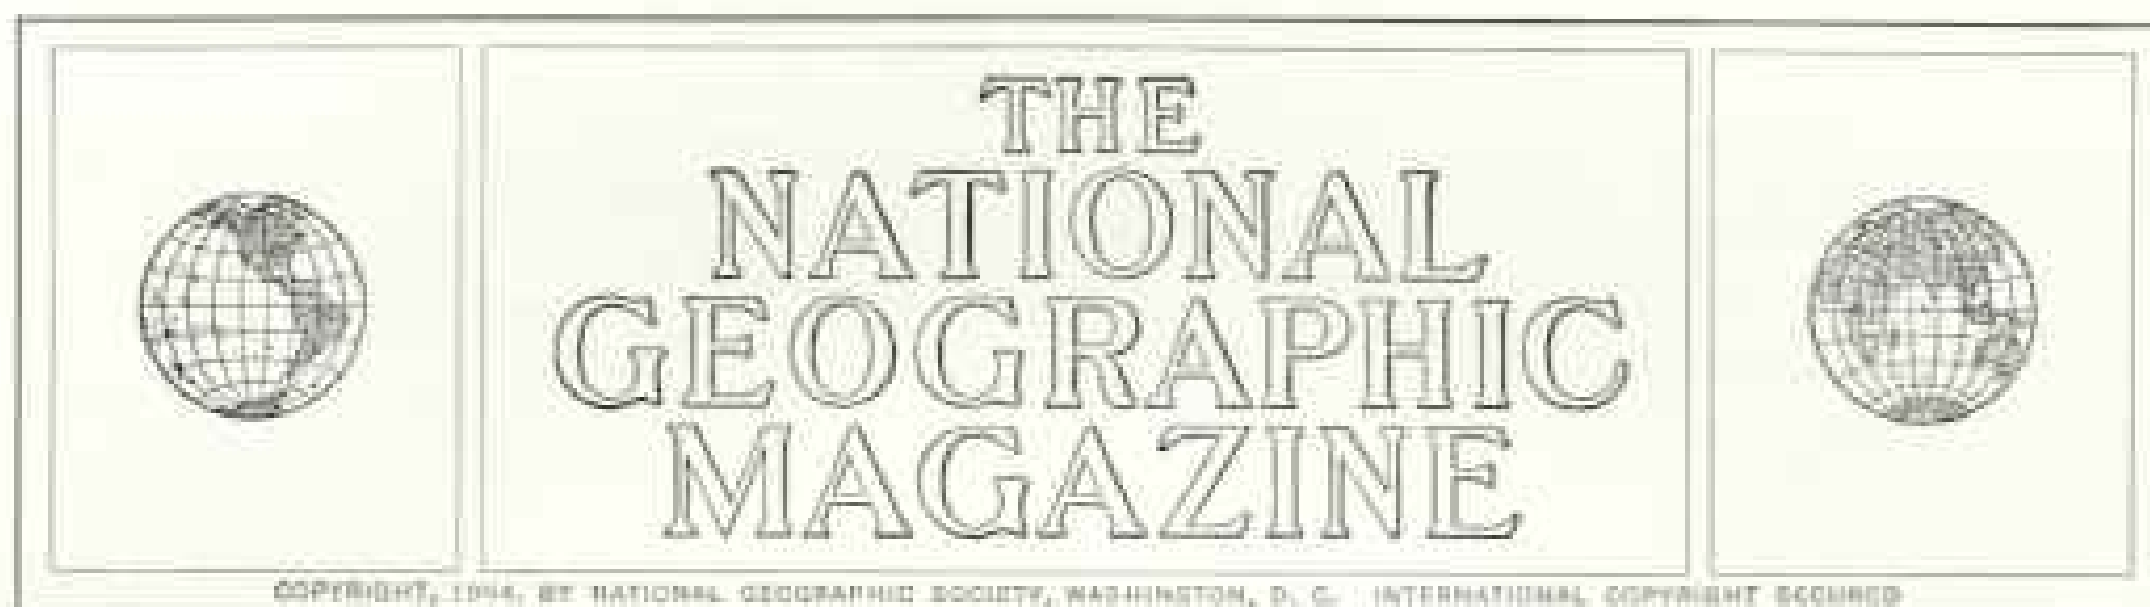 THE
NATIONAL
GEOGRAPHIC
MAGAZINE
COPYRIGHT, BY NATIONAL GEOGRAPHIC SOCIETY, WASHINGTON, D. C. INTERNATIONAL COPYRIGHT SECURED